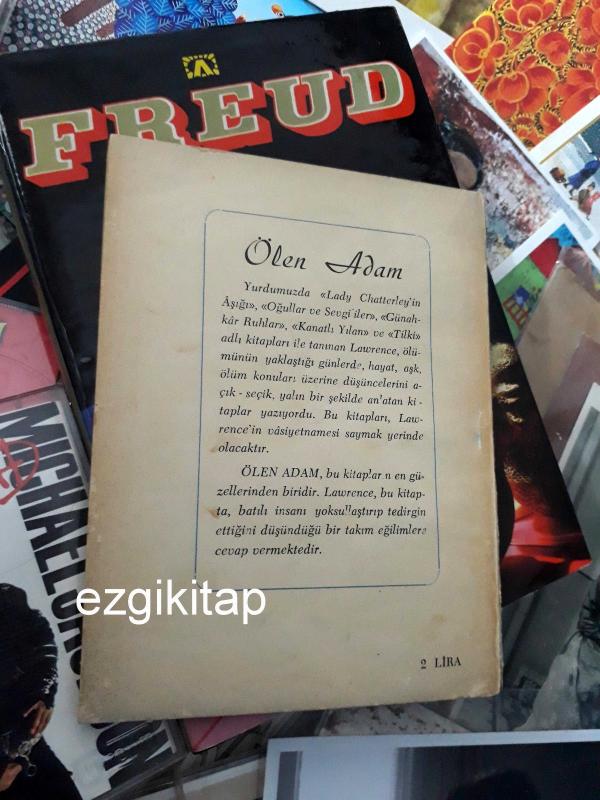 FREUD
Ölen Adam
Yurdumuzda «Lady Chatterley'in
Âşığı», «Oğullar ve Sevgililer», «Günah-
kâr Ruhlar», «Kanatlı Yılan» ve «Tilki»
adlı kitapları ile tanınan Lawrence, ölü-
münün yaklaştığı günlerde, hayat, aşk,
ölüm konuları üzerine düşüncelerini a-
çık - seçik, yalın bir şekilde an'atan ki-
taplar yazıyordu. Bu kitapları, Law-
rence'in vâsiyetnamesi saymak yerinde
olacaktır.
ÖLEN ADAM, bu kitaplar n en gü-
zellerinden biridir. Lawrence, bu kitap-
ta, batılı insanı yoksullaştırıp tedirgin
ettiğini düşündüğü bir takım eğilimlere
cevap vermektedir.
2 LİRA
ezgikitap
MICHAEL